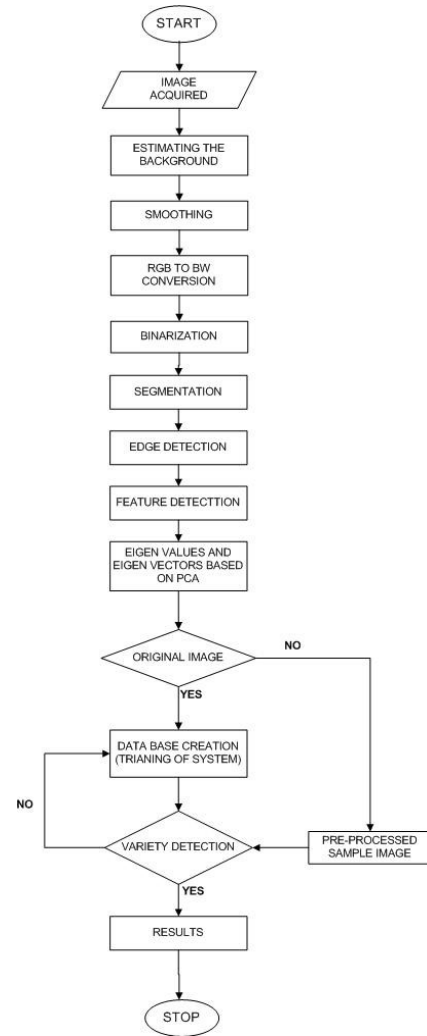 START
IMAGE
ACQUIRED
ESTIMATING THE
BACKGROUND
SMOOTHING
RGB TO BW
CONVERSION
BINARIZATION
SEGMENTATION
EDGE DETECTION
FEATURE DETECTTION
EIGEN VALUES AND
EIGEN VECTORS BASED
ON PCA
ORIGINAL IMAGE
NO
YES
DATA BASE CREATION
(TRIANING OF SYSTEM)
NO
VARIETY DETECTION
PRE-PROCESSED
SAMPLE IMAGE
YES
RESULTS
STOP